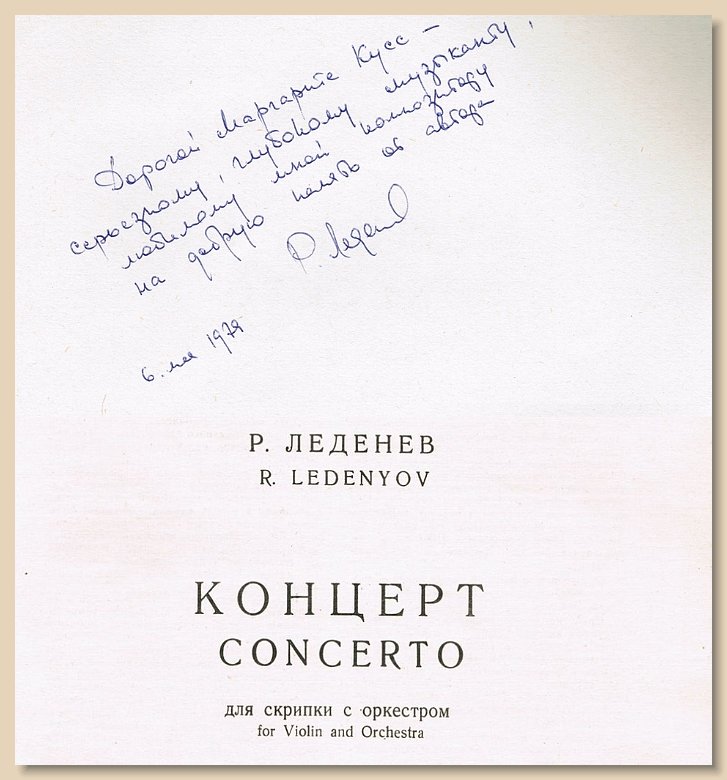 Дорогой Маргарите Кусс –
серьезному, глубокому музыканту,
любимому мной композитору
на добрую память от автора
Р. Леденев
6. мая 1979
Р. ЛЕДЕНЕВ
R. LEDENYOV
КОНЦЕРТ
CONCERTO
для скрипки с оркестром
for Violin and Orchestra